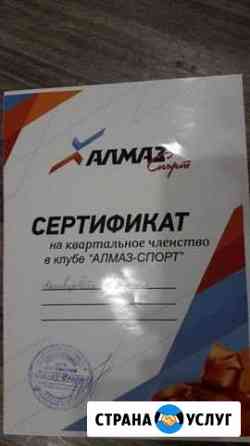 АЛМАЗ
Спорт
СЕРТИФИКАТ
на квартальное членство
в клубе "АЛМАЗ-СПОРТ"
СТРАНА УСЛУГ